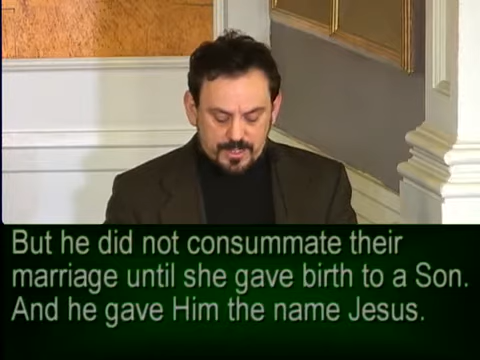 But he did not consummate their
marriage until she gave birth to a Son.
And he gave Him the name Jesus.